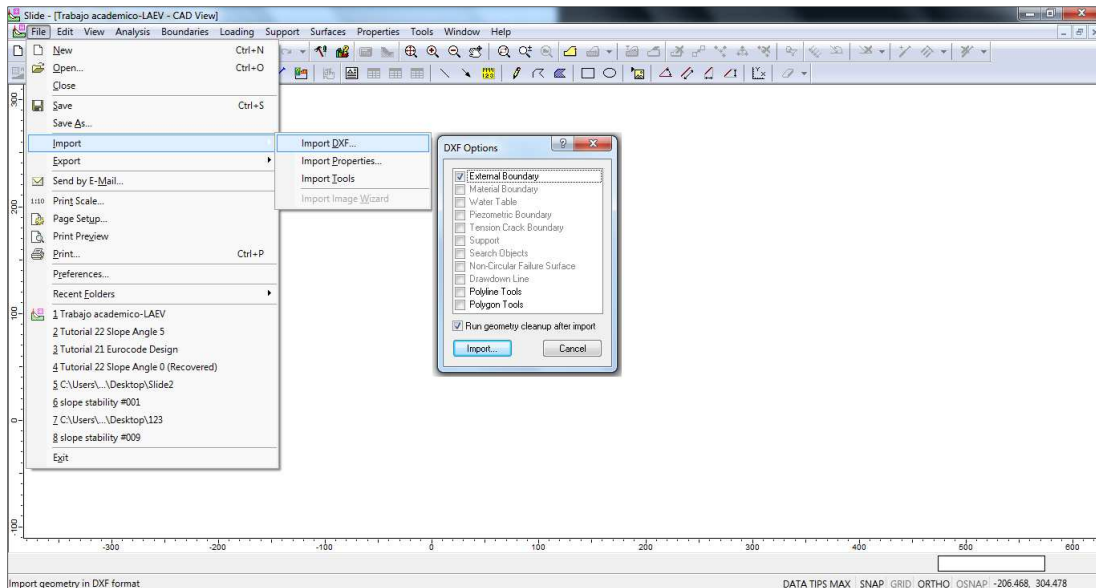 Slide - [Trabajo academico-LAEV - CAD View]
File Edit View Analysis Boundaries Loading Support Surfaces Properties Tools Window Help
New Ctrl+N
Open... Ctrl+O
Close
Save Ctrl+S
Save As...
Import
Export
Send by E-Mail...
1:10 Print Scale...
Page Setup...
Print Preview
Print... Ctrl+P
Preferences...
Recent Folders
1 Trabajo academico-LAEV
2 Tutorial 22 Slope Angle 5
3 Tutorial 21 Eurocode Design
4 Tutorial 22 Slope Angle 0 (Recovered)
5 C:\Users\...\Desktop\Slide2
6 slope stability #001
7 C:\Users\...\Desktop\123
8 slope stability #009
Exit
Import DXF...
Import Properties...
Import Tools
Import Image Wizard
DXF Options
External Boundary
Material Boundary
Water Table
Piezometric Boundary
Tension Crack Boundary
Support
Search Objects
Non-Circular Failure Surface
Drawdown Line
Polyline Tools
Polygon Tools
Run geometry cleanup after import
Import... Cancel
300
200
100
0
-100
-300 -200 -100 0 100 200 300 400 500 600
Import geometry in DXF format
DATA TIPS MAX SNAP GRID ORTHO OSNAP -206.468, 304.478